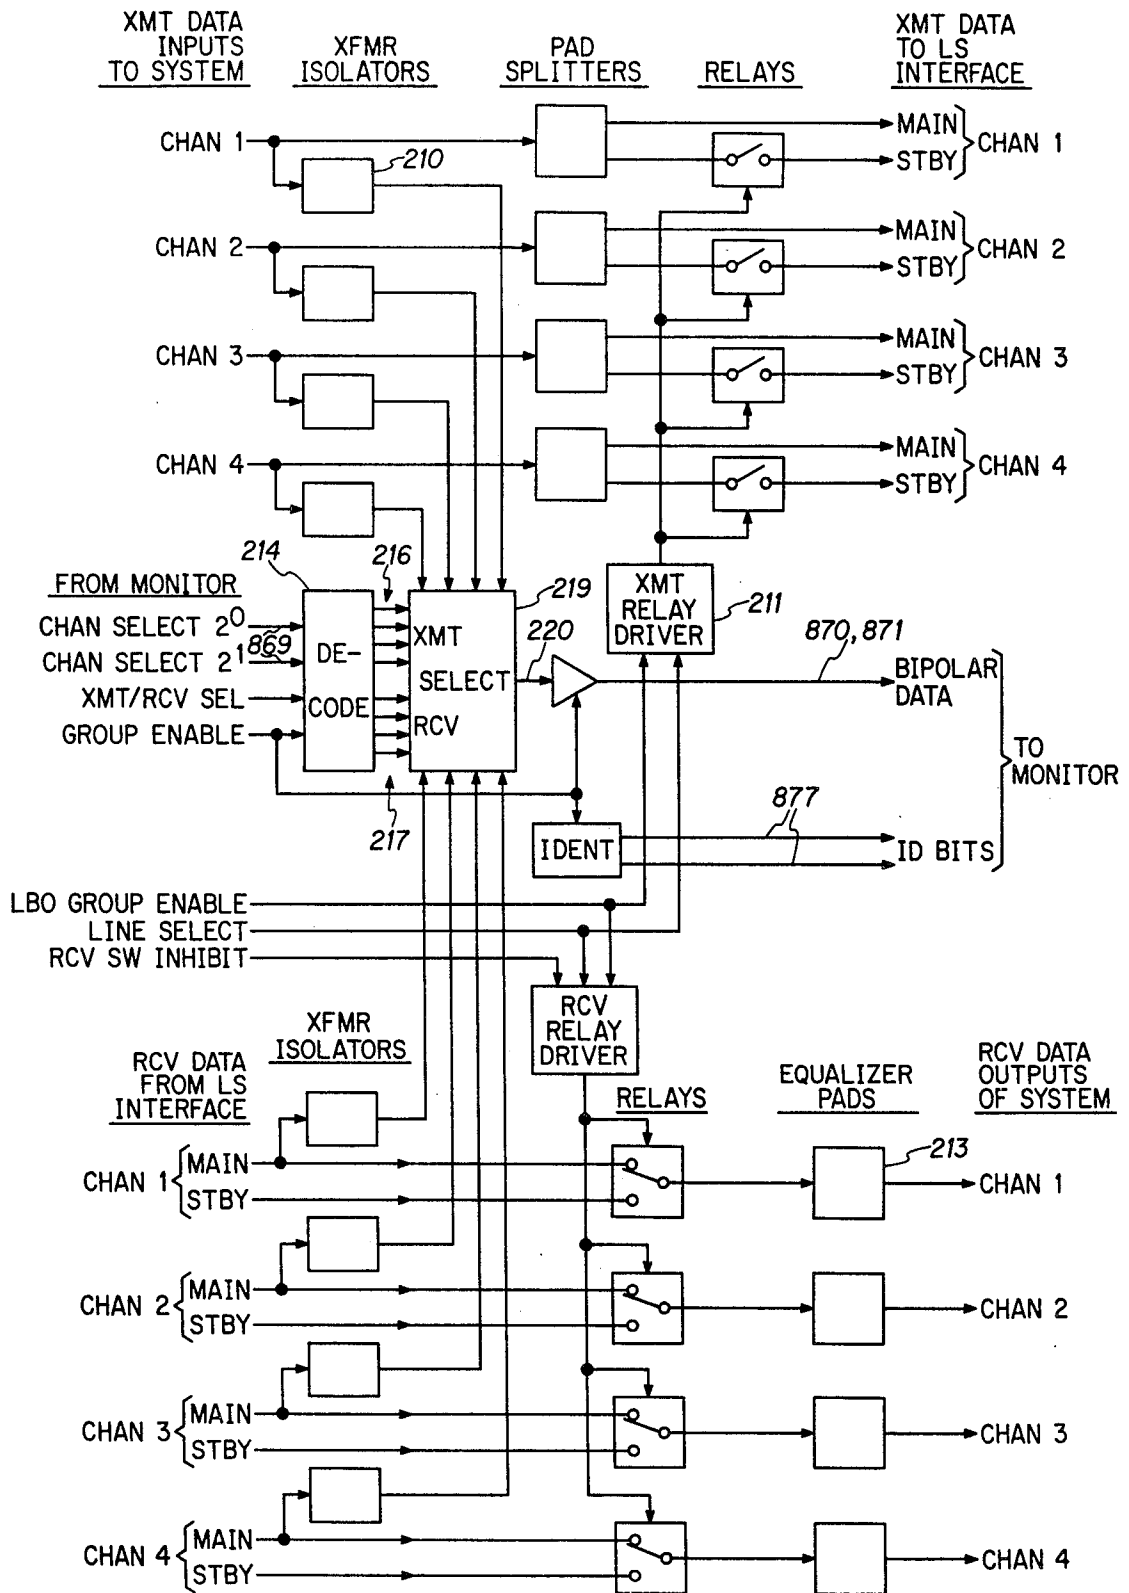 XMT DATA
INPUTS
TO SYSTEM
XFMR
ISOLATORS
PAD
SPLITTERS
RELAYS
XMT DATA
TO LS
INTERFACE
CHAN 1
210
MAIN
STBY
CHAN 1
CHAN 2
MAIN
STBY
CHAN 2
CHAN 3
MAIN
STBY
CHAN 3
CHAN 4
MAIN
STBY
CHAN 4
214
216
219
FROM MONITOR
CHAN SELECT 2⁰
869
CHAN SELECT 2¹
XMT/RCV SEL
GROUP ENABLE
DE-
CODE
XMT
SELECT
RCV
220
XMT
RELAY
DRIVER
211
870, 871
BIPOLAR
DATA
TO
MONITOR
217
IDENT
877
ID BITS
LBO GROUP ENABLE
LINE SELECT
RCV SW INHIBIT
RCV
RELAY
DRIVER
XFMR
ISOLATORS
RCV DATA
FROM LS
INTERFACE
RELAYS
EQUALIZER
PADS
RCV DATA
OUTPUTS
OF SYSTEM
CHAN 1
MAIN
STBY
213
CHAN 1
CHAN 2
MAIN
STBY
CHAN 2
CHAN 3
MAIN
STBY
CHAN 3
CHAN 4
MAIN
STBY
CHAN 4